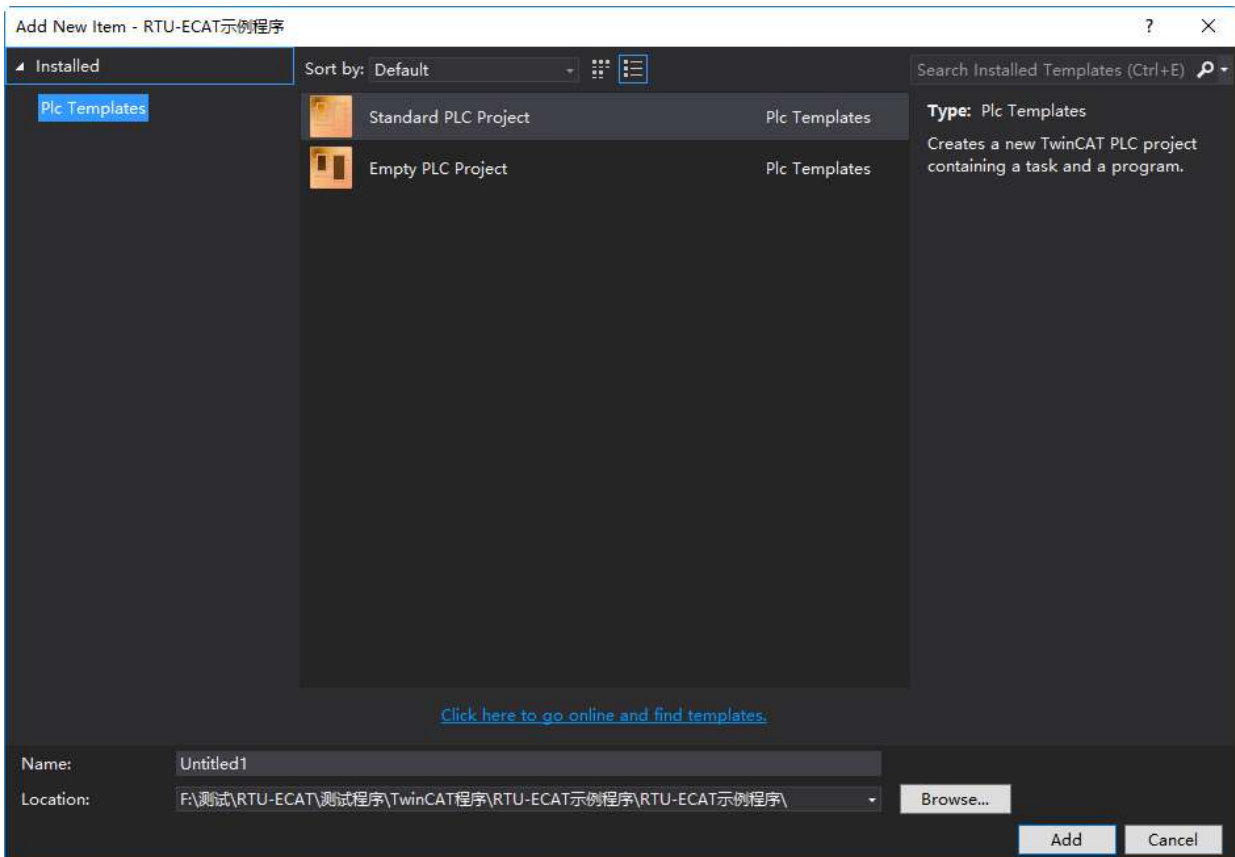 Add New Item - RTU-ECAT示例程序
Installed
Plc Templates
Sort by: Default
Search Installed Templates (Ctrl+E)
Standard PLC Project Plc Templates
Empty PLC Project Plc Templates
Type: Plc Templates
Creates a new TwinCAT PLC project
containing a task and a program.
Click here to go online and find templates.
Name: Untitled1
Location: F:\测试\RTU-ECAT\测试程序\TwinCAT程序\RTU-ECAT示例程序\RTU-ECAT示例程序\
Browse...
Add Cancel